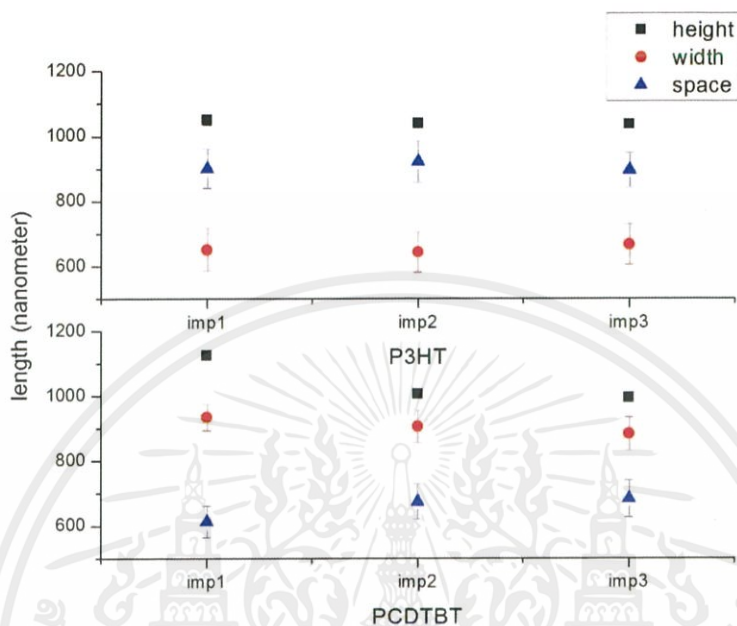 height
width
space
length (nanometer)
1200
1000
800
600
imp1 imp2 imp3
P3HT
1200
1000
800
600
imp1 imp2 imp3
PCDTBT